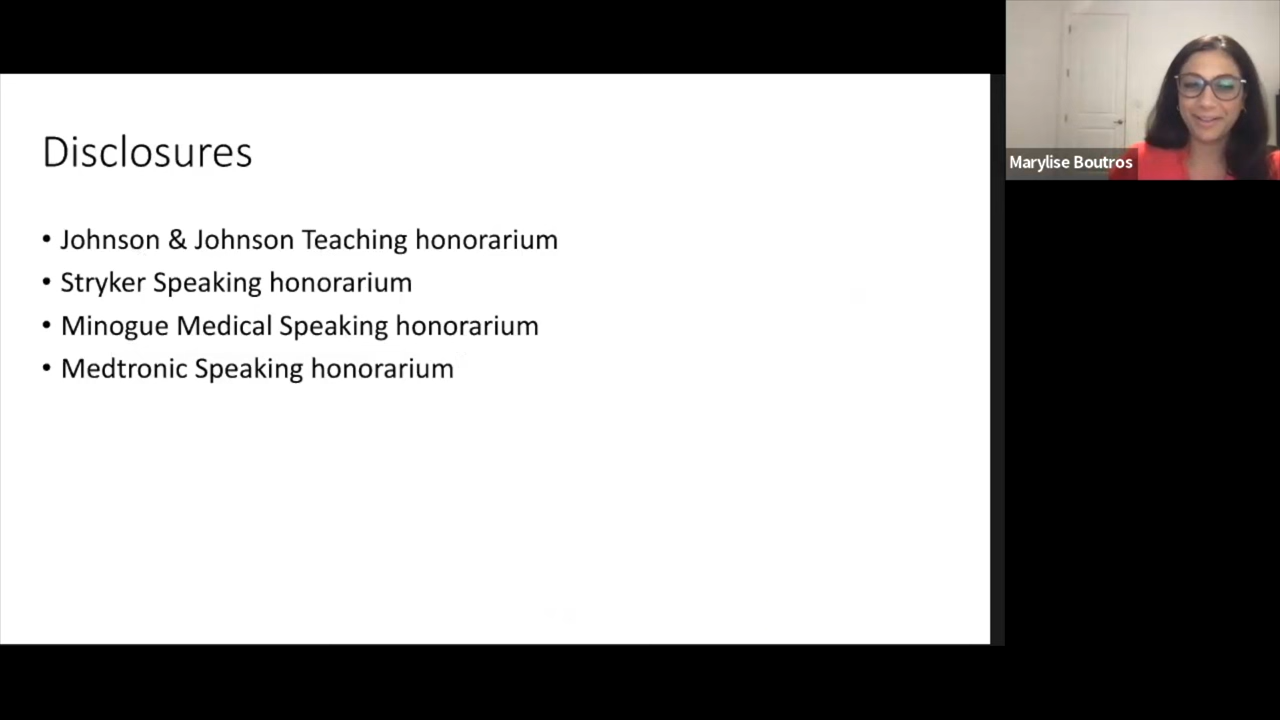 Disclosures
• Johnson & Johnson Teaching honorarium
• Stryker Speaking honorarium
• Minogue Medical Speaking honorarium
• Medtronic Speaking honorarium
Marylise Boutros